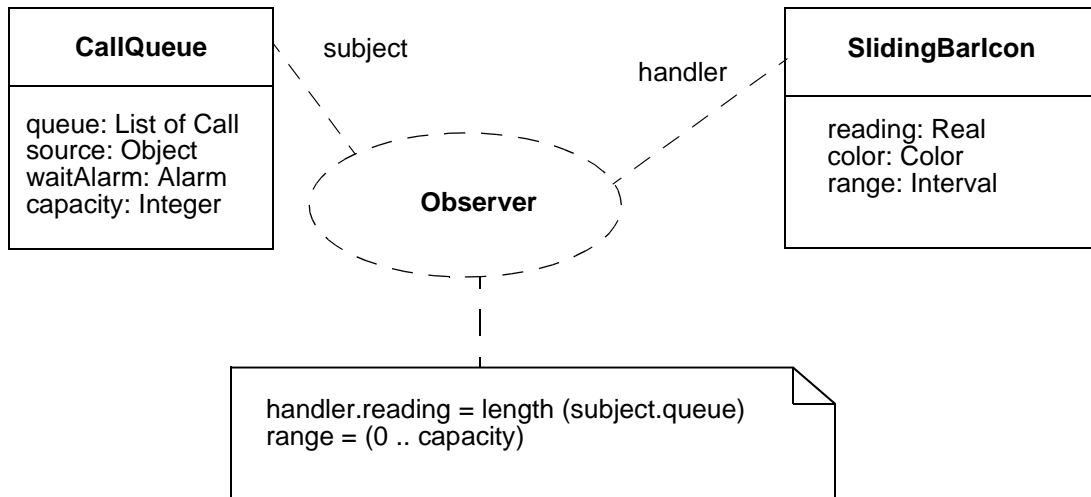 CallQueue
queue: List of Call
source: Object
waitAlarm: Alarm
capacity: Integer
subject
handler
SlidingBarIcon
reading: Real
color: Color
range: Interval
Observer
handler.reading = length (subject.queue)
range = (0 .. capacity)